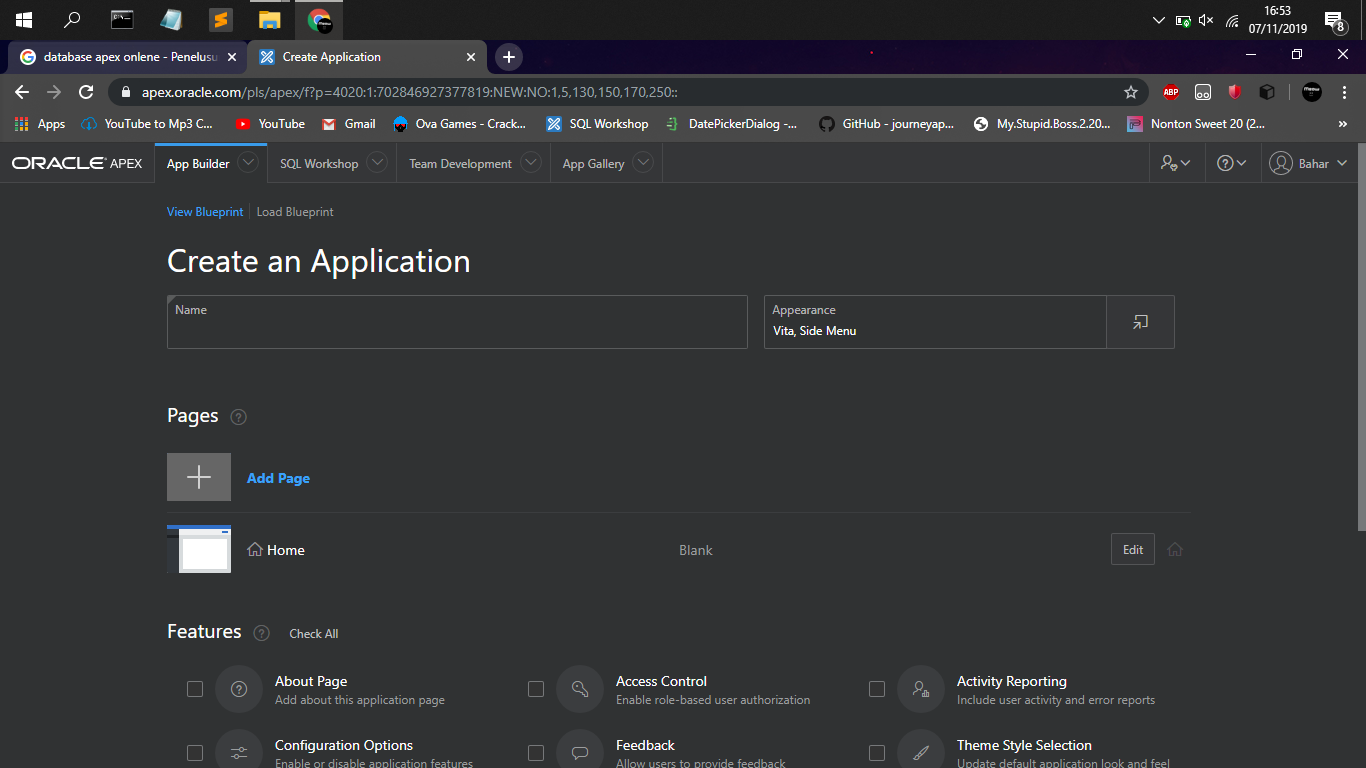 16:53
07/11/2019
8
database apex onlene - Penelusu
Create Application
apex.oracle.com/pls/apex/f?p=4020:1:702846927377819:NEW:NO:1,5,130,150,170,250::
ABP
Apps YouTube to Mp3 C... YouTube Gmail Ova Games - Crack... SQL Workshop DatePickerDialog -... GitHub - journeyap... My.Stupid.Boss.2.20... Nonton Sweet 20 (2... »
ORACLE APEX App Builder SQL Workshop Team Development App Gallery Bahar
View Blueprint Load Blueprint
Create an Application
Name
Appearance
Vita, Side Menu
Pages ?
Add Page
Home Blank Edit
Features ? Check All
About Page
Add about this application page
Access Control
Enable role-based user authorization
Activity Reporting
Include user activity and error reports
Configuration Options
Enable or disable application features
Feedback
Allow users to provide feedback
Theme Style Selection
Update default application look and feel